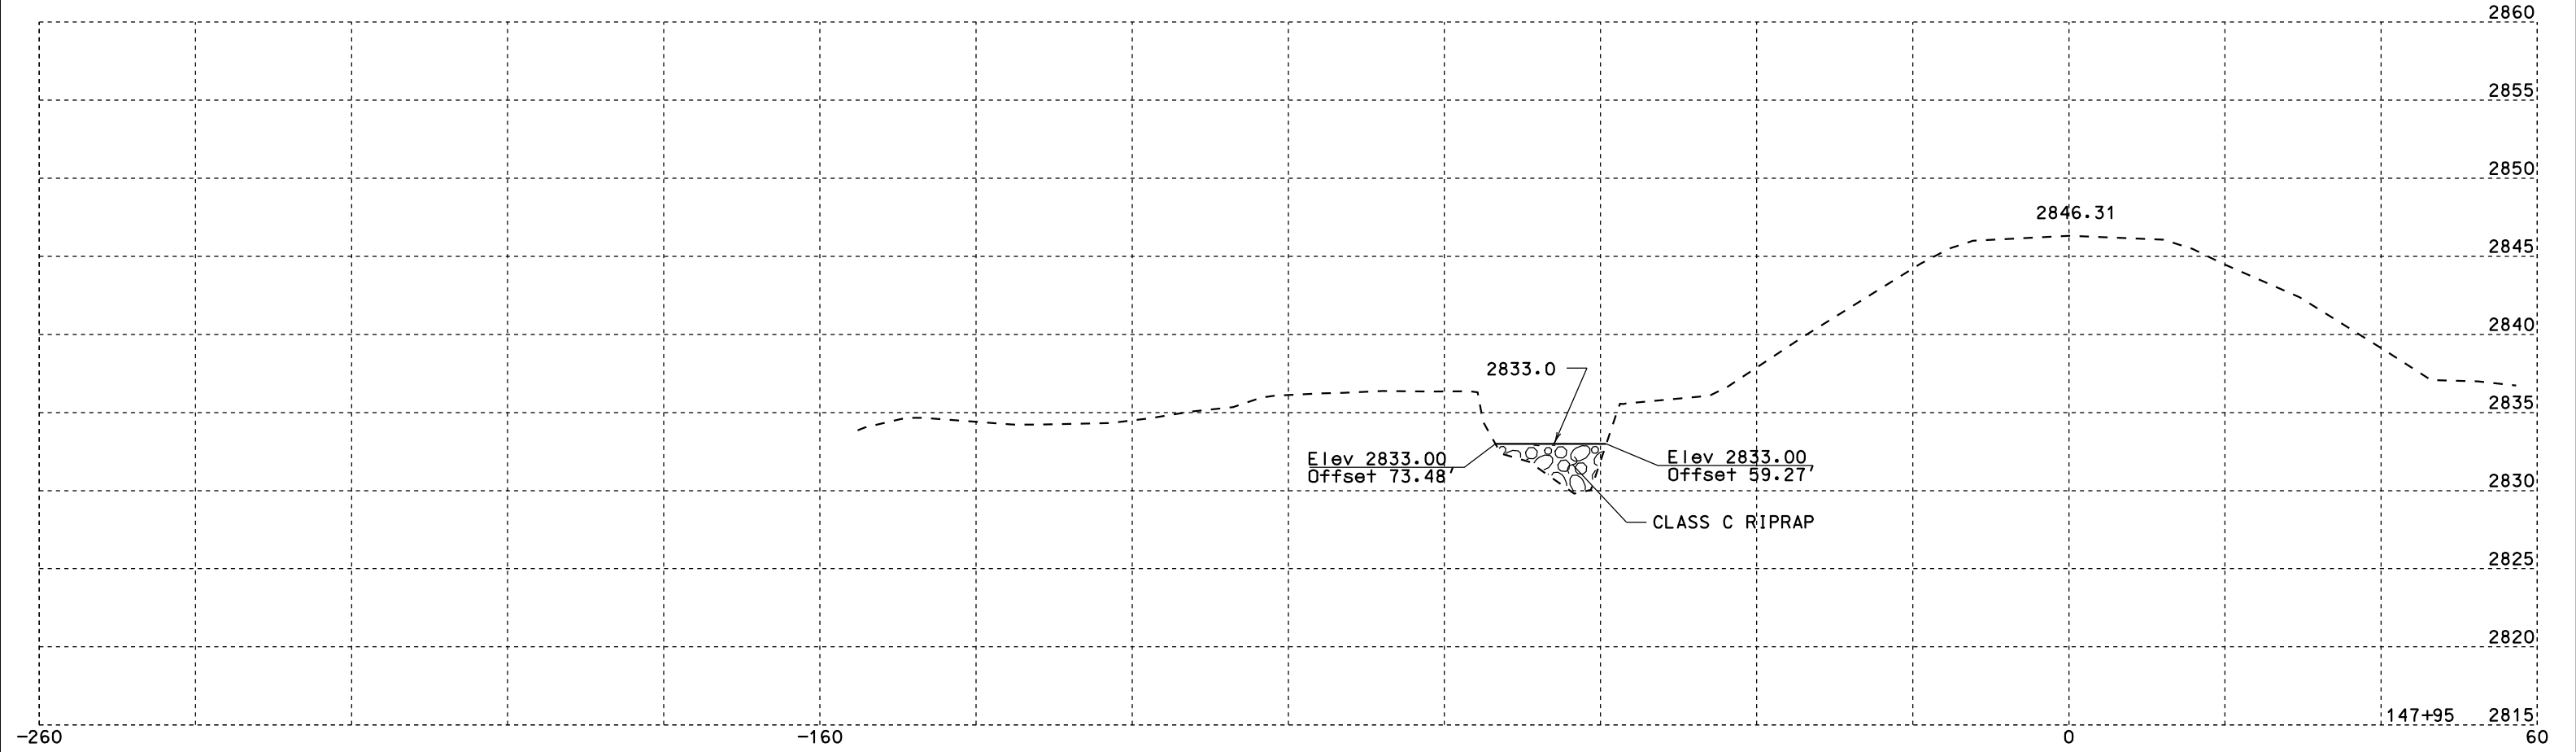 2860
2855
2850
2846.31
2845
2840
2833.0
2835
Elev 2833.00
Offset 73.48'
Elev 2833.00
Offset 59.27'
2830
CLASS C RIPRAP
2825
2820
147+95 2815
-260 -160 0 60